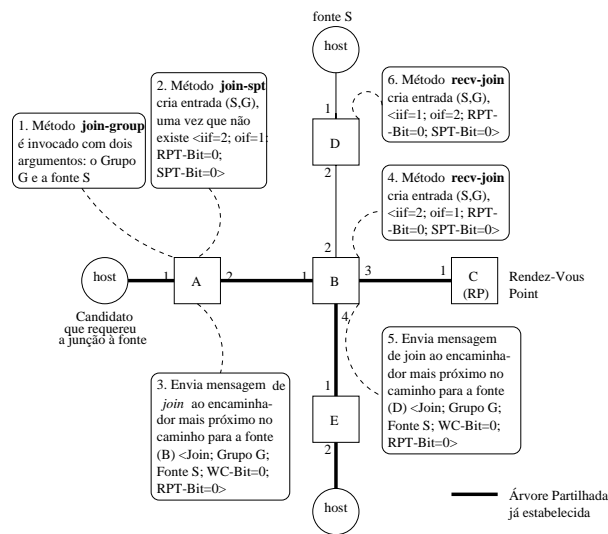 fonte S
host
1. Método join-group
é invocado com dois
argumentos: o Grupo
G e a fonte S
2. Método join-spt
cria entrada (S,G),
uma vez que não
existe <iif=2; oif=1;
RPT-Bit=0;
SPT-Bit=0>
6. Método recv-join
cria entrada (S,G),
<iif=1; oif=2; RPT-
-Bit=0; SPT-Bit=0>
1
D
2
4. Método recv-join
cria entrada (S,G),
<iif=2; oif=1; RPT-
-Bit=0; SPT-Bit=0>
host
1
A
2
1
2
B
3
4
1
C
(RP)
Rendez-Vous
Point
Candidato
que requereu
a junção à fonte
3. Envia mensagem de
join ao encaminha-
dor mais próximo no
caminho para a fonte
(B) <Join; Grupo G;
Fonte S; WC-Bit=0;
RPT-Bit=0>
5. Envia mensagem
de join ao encaminha-
dor mais próximo no
caminho para a fonte
(D) <Join; Grupo G;
Fonte S; WC-Bit=0;
RPT-Bit=0>
1
E
2
host
Árvore Partilhada
já estabelecida